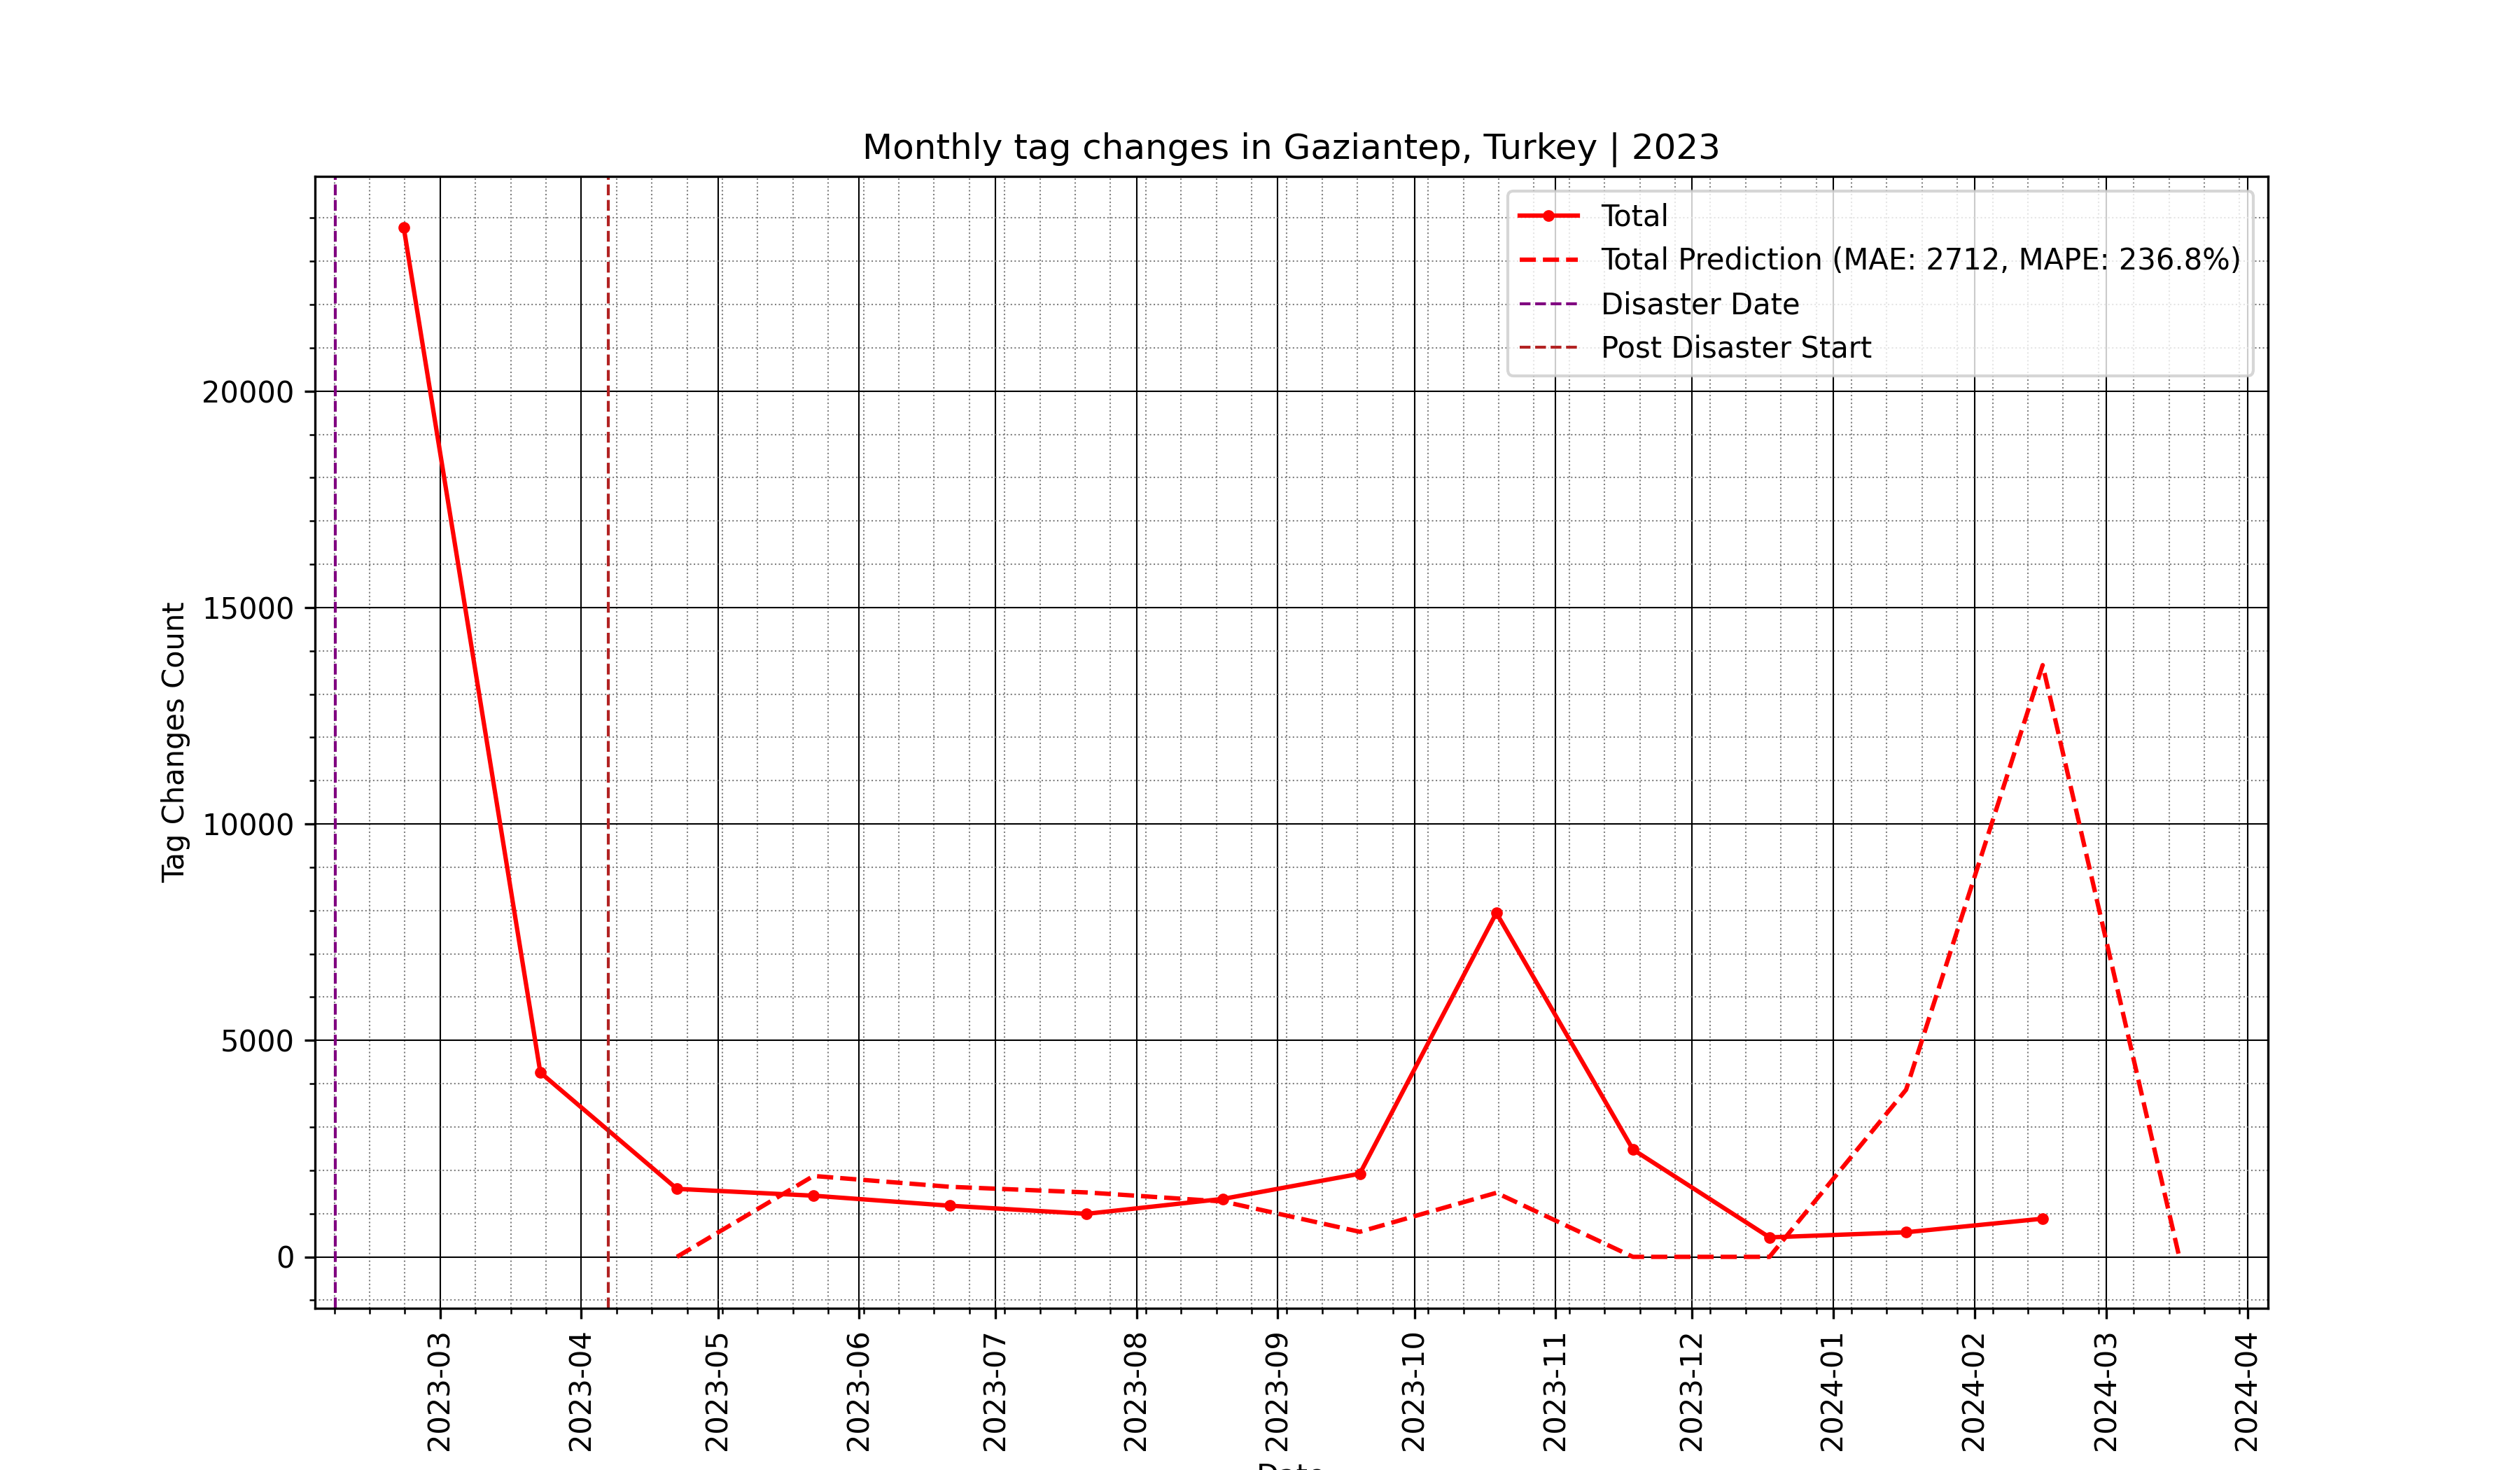 Monthly tag changes in Gaziantep, Turkey | 2023
Total
Total Prediction (MAE: 2712, MAPE: 236.8%)
Disaster Date
Post Disaster Start
Tag Changes Count
20000
15000
10000
5000
0
2023-03
2023-04
2023-05
2023-06
2023-07
2023-08
2023-09
2023-10
2023-11
2023-12
2024-01
2024-02
2024-03
2024-04
Date